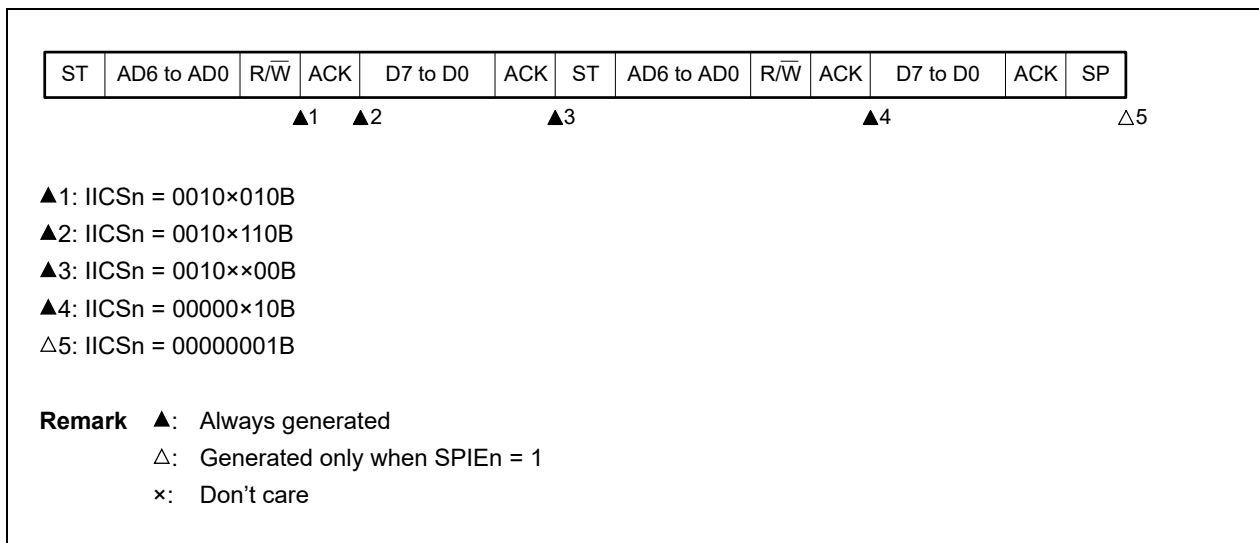 ST AD6 to AD0 R/W̅ ACK D7 to D0 ACK ST AD6 to AD0 R/W̅ ACK D7 to D0 ACK SP
▲1 ▲2 ▲3 ▲4 △5
▲1: IICSn = 0010×010B
▲2: IICSn = 0010×110B
▲3: IICSn = 0010××00B
▲4: IICSn = 00000×10B
△5: IICSn = 00000001B
Remark ▲: Always generated
△: Generated only when SPIEn = 1
×: Don’t care